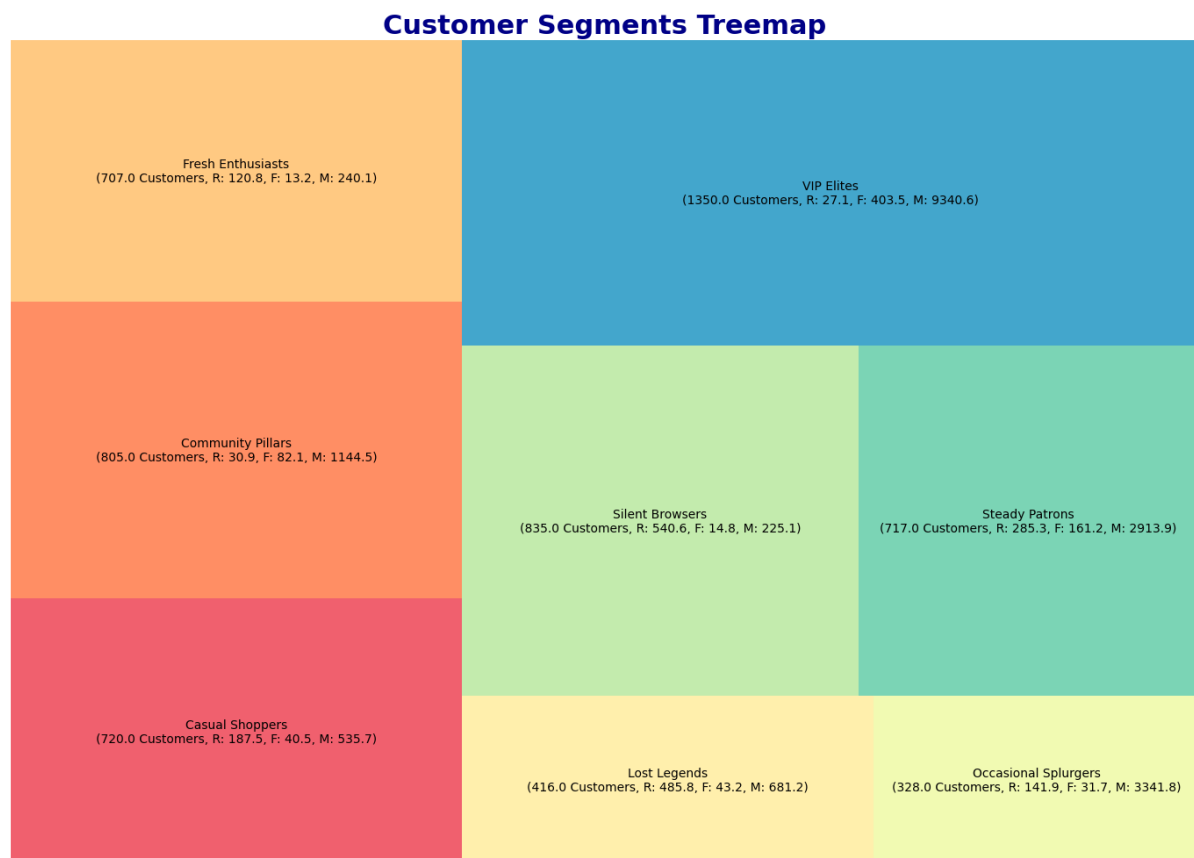 Customer Segments Treemap
Fresh Enthusiasts
(707.0 Customers, R: 120.8, F: 13.2, M: 240.1)
VIP Elites
(1350.0 Customers, R: 27.1, F: 403.5, M: 9340.6)
Community Pillars
(805.0 Customers, R: 30.9, F: 82.1, M: 1144.5)
Silent Browsers
(835.0 Customers, R: 540.6, F: 14.8, M: 225.1)
Steady Patrons
(717.0 Customers, R: 285.3, F: 161.2, M: 2913.9)
Casual Shoppers
(720.0 Customers, R: 187.5, F: 40.5, M: 535.7)
Lost Legends
(416.0 Customers, R: 485.8, F: 43.2, M: 681.2)
Occasional Splurgers
(328.0 Customers, R: 141.9, F: 31.7, M: 3341.8)